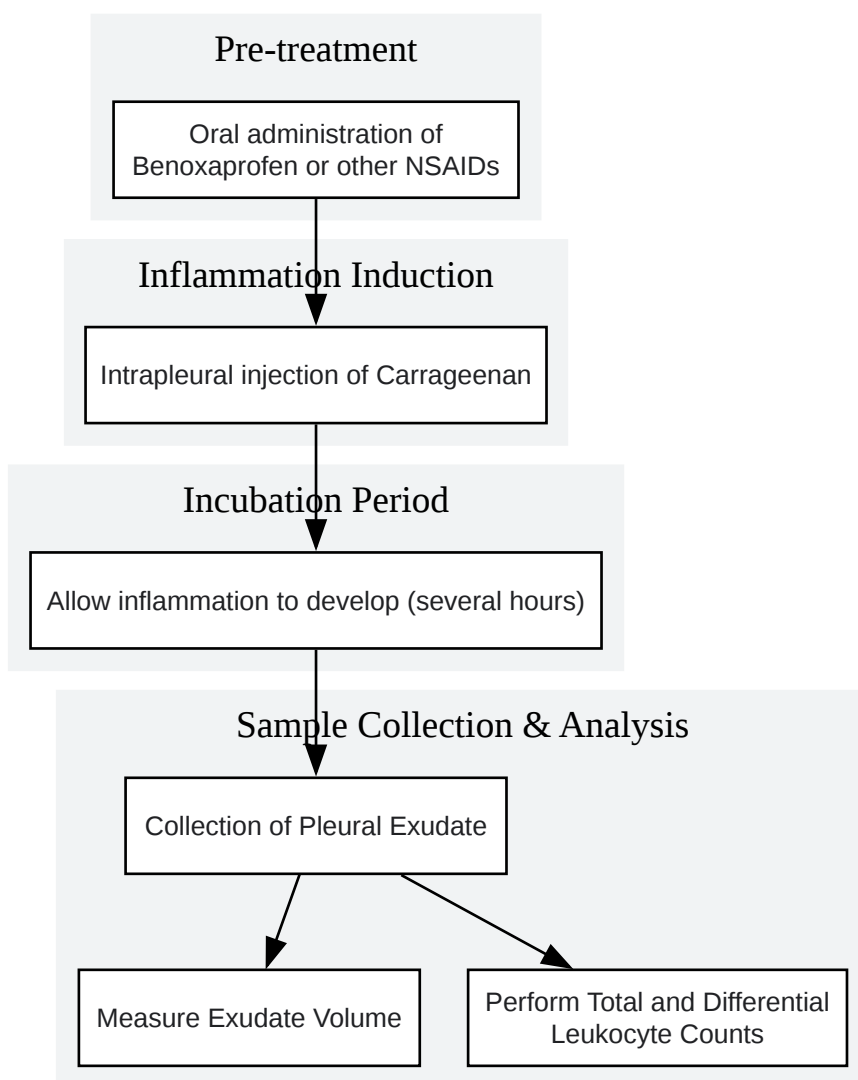 Pre-treatment
Oral administration of
Benoxaprofen or other NSAIDs
Inflammation Induction
Intrapleural injection of Carrageenan
Incubation Period
Allow inflammation to develop (several hours)
Sample Collection & Analysis
Collection of Pleural Exudate
Measure Exudate Volume
Perform Total and Differential
Leukocyte Counts